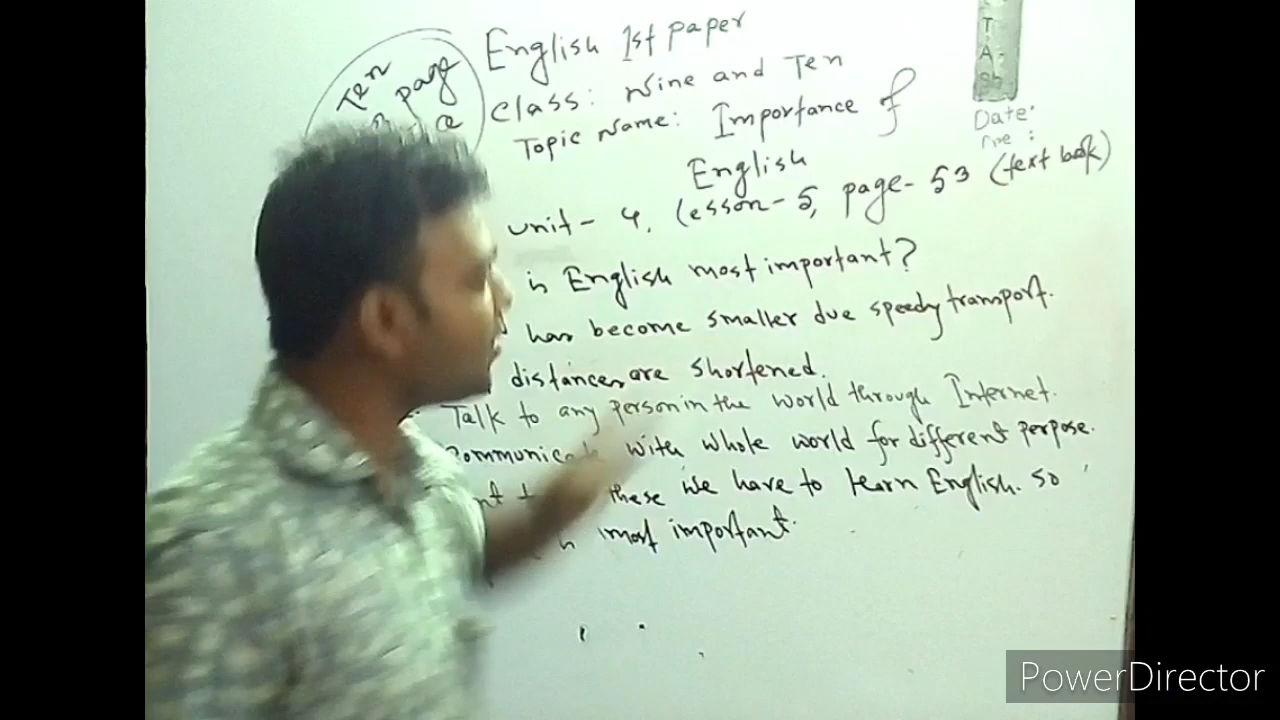 Ten
page
a
English 1st paper
Class: Nine and Ten
Topic Name: Importance of
English
unit- 4, Lesson- 5, page- 53 (text book)
is English most important?
has become smaller due speedy transport.
distances are shortened.
Talk to any person in the world through Internet.
with whole world for different perpose.
these we have to learn English. so
most important.
T
A.
Sh.
Date:
PowerDirector